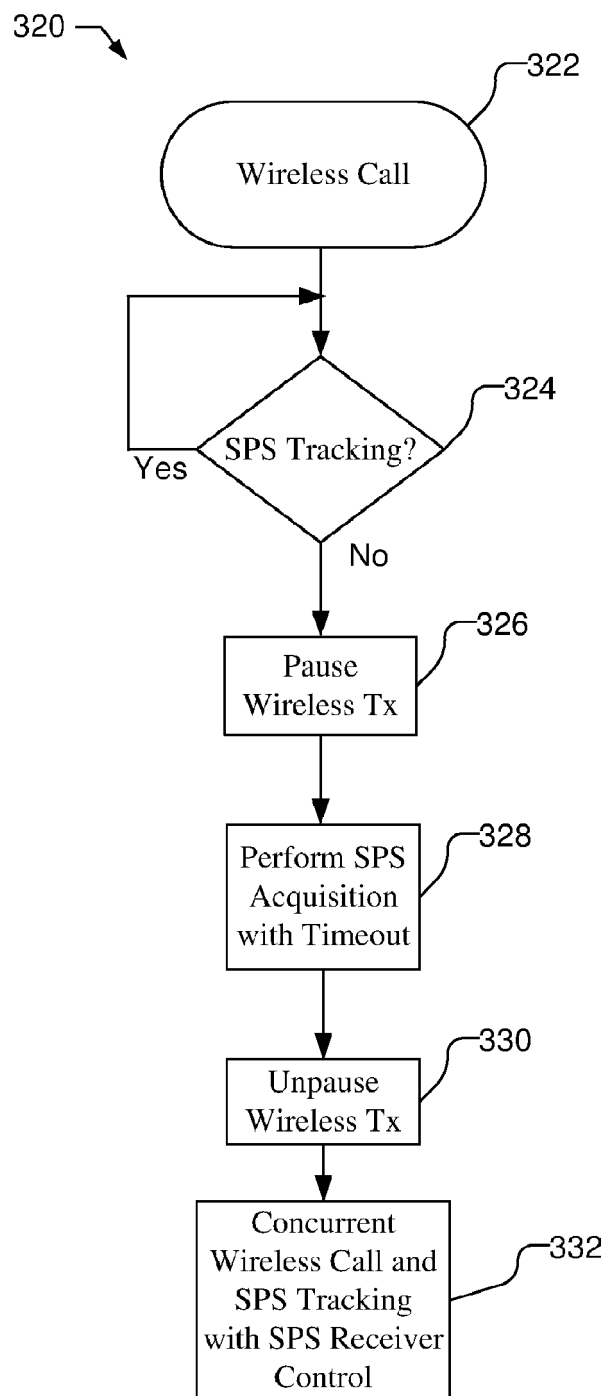 320
322
Wireless Call
324
SPS Tracking?
Yes
No
326
Pause
Wireless Tx
328
Perform SPS
Acquisition
with Timeout
330
Unpause
Wireless Tx
Concurrent
Wireless Call and
332
SPS Tracking
with SPS Receiver
Control